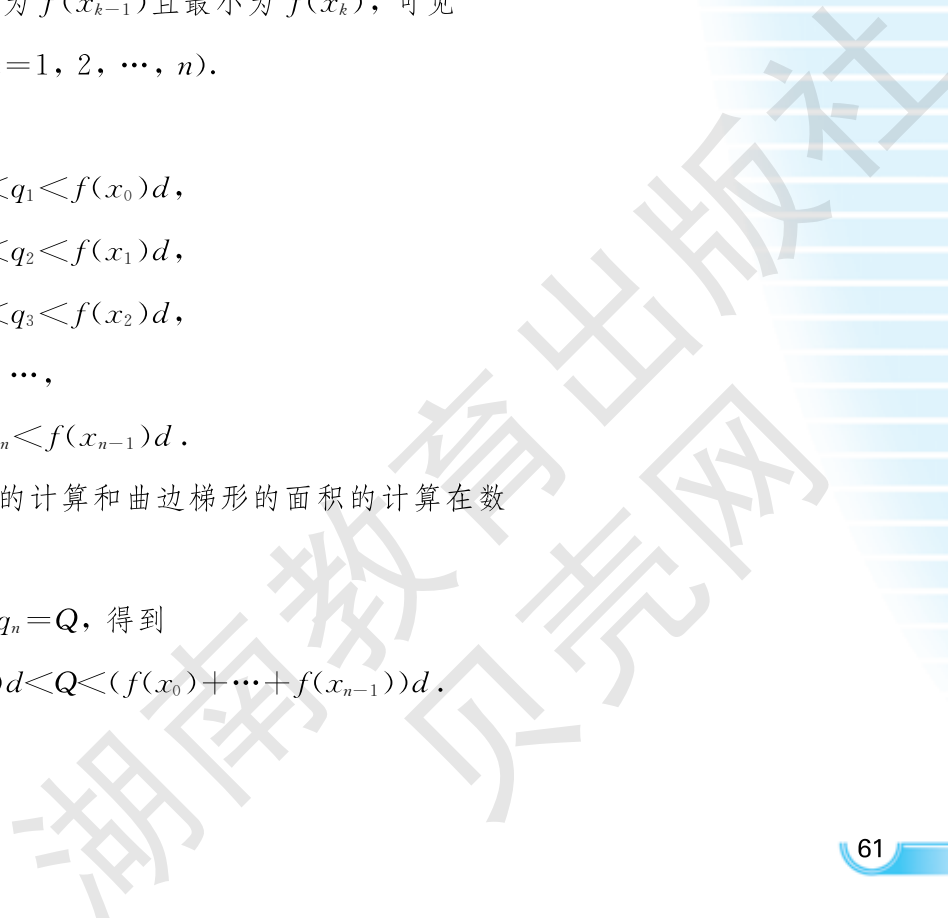 为 f(xₖ₋₁)且最小为 f(xₖ),可见
=1, 2, …, n).
<q₁<f(x₀)d,
<q₂<f(x₁)d,
<q₃<f(x₂)d,
…,
ₙ<f(xₙ₋₁)d.
的计算和曲边梯形的面积的计算在数
qₙ=Q, 得到
)d<Q<(f(x₀)+…+f(xₙ₋₁))d.
湖南教育出版社
贝壳网
61